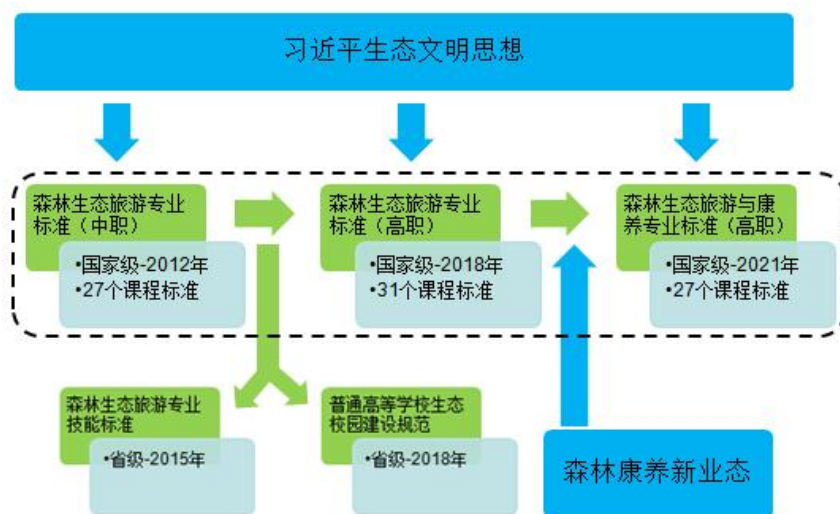 习近平生态文明思想
森林生态旅游专业
标准（中职）
•国家级-2012年
•27个课程标准
森林生态旅游专业
标准（高职）
•国家级-2018年
•31个课程标准
森林生态旅游与康
养专业标准（高职）
•国家级-2021年
•27个课程标准
森林生态旅游专业
技能标准
•省级-2015年
普通高等学校生态
校园建设规范
•省级-2018年
森林康养新业态